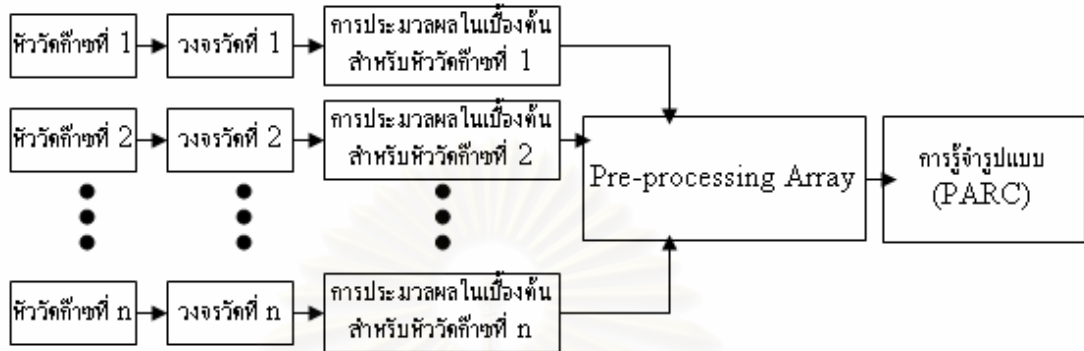 หัววัดก๊าซที่ 1
วงจรวัดที่ 1
การประมวลผลในเบื้องต้น
สำหรับหัววัดก๊าซที่ 1
หัววัดก๊าซที่ 2
วงจรวัดที่ 2
การประมวลผลในเบื้องต้น
สำหรับหัววัดก๊าซที่ 2
Pre-processing Array
การรู้จำรูปแบบ
(PARC)
หัววัดก๊าซที่ n
วงจรวัดที่ n
การประมวลผลในเบื้องต้น
สำหรับหัววัดก๊าซที่ n